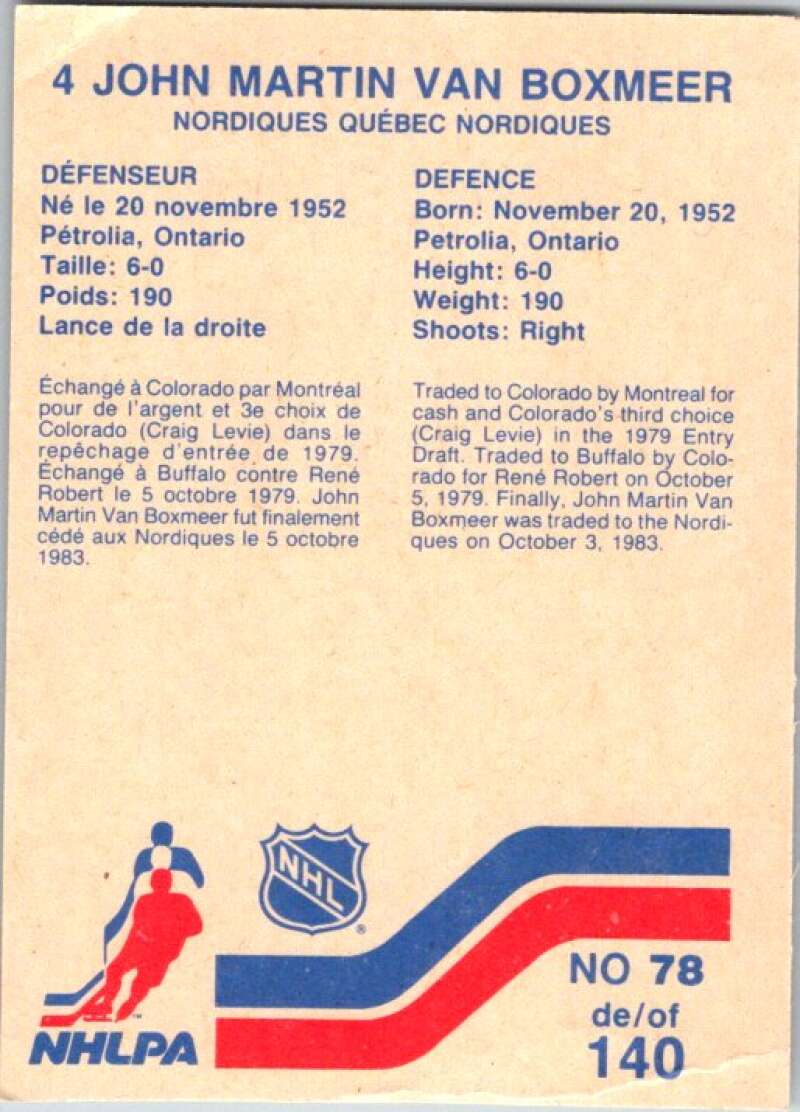 4 JOHN MARTIN VAN BOXMEER
NORDIQUES QUÉBEC NORDIQUES
DÉFENSEUR
Né le 20 novembre 1952
Pétrolia, Ontario
Taille: 6-0
Poids: 190
Lance de la droite
Échangé à Colorado par Montréal
pour de l'argent et 3e choix de
Colorado (Craig Levie) dans le
repêchage d'entrée de 1979.
Échangé à Buffalo contre René
Robert le 5 octobre 1979. John
Martin Van Boxmeer fut finalement
cédé aux Nordiques le 5 octobre
1983.
DEFENCE
Born: November 20, 1952
Petrolia, Ontario
Height: 6-0
Weight: 190
Shoots: Right
Traded to Colorado by Montreal for
cash and Colorado's third choice
(Craig Levie) in the 1979 Entry
Draft. Traded to Buffalo by Colo-
rado for René Robert on October
5, 1979. Finally, John Martin Van
Boxmeer was traded to the Nordi-
ques on October 3, 1983.
NHL
®
™
NHLPA
NO 78
de/of
140